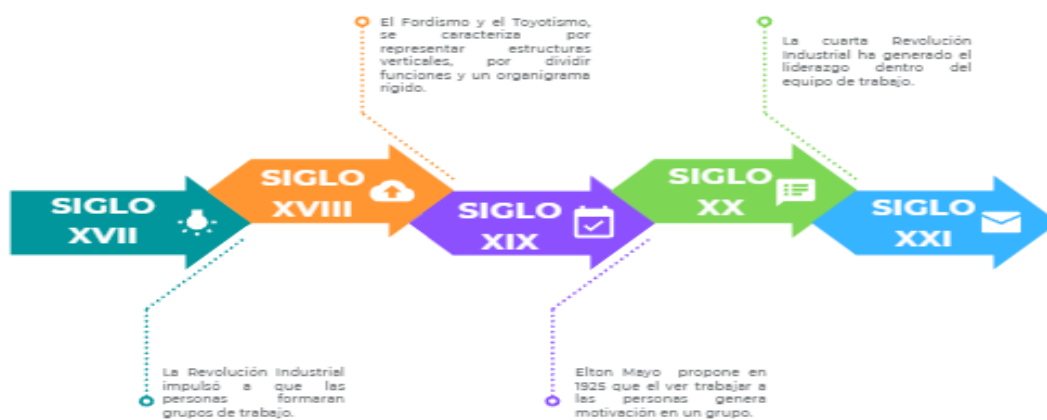 El Fordismo y el Toyotismo,
se caracteriza por
representar estructuras
verticales, por dividir
funciones y un organigrama
rígido.
La cuarta Revolución
Industrial ha generado el
liderazgo dentro del
equipo de trabajo.
SIGLO
XVII
SIGLO
XVIII
SIGLO
XIX
SIGLO
XX
SIGLO
XXI
La Revolución Industrial
impulsó a que las
personas formaran
grupos de trabajo.
Elton Mayo propone en
1925 que el ver trabajar a
las personas genera
motivación en un grupo.